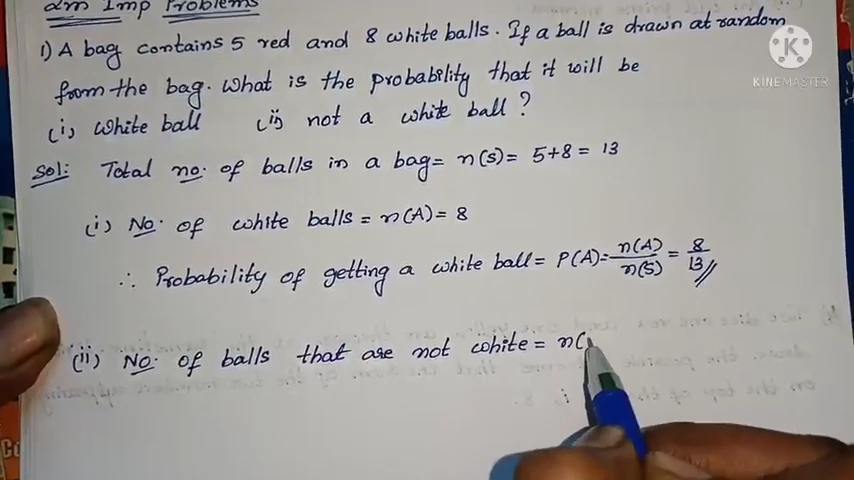 2m Imp Problems
1) A bag contains 5 red and 8 white balls. If a ball is drawn at random
from the bag. What is the probability that it will be
(i) white ball (ii) not a white ball?
Sol: Total no. of balls in a bag = n(S) = 5+8 = 13
(i) No. of white balls = n(A) = 8
∴ Probability of getting a white ball = P(A) = n(A)/n(S) = 8/13 //
(ii) No. of balls that are not white = n(
KINEMASTER